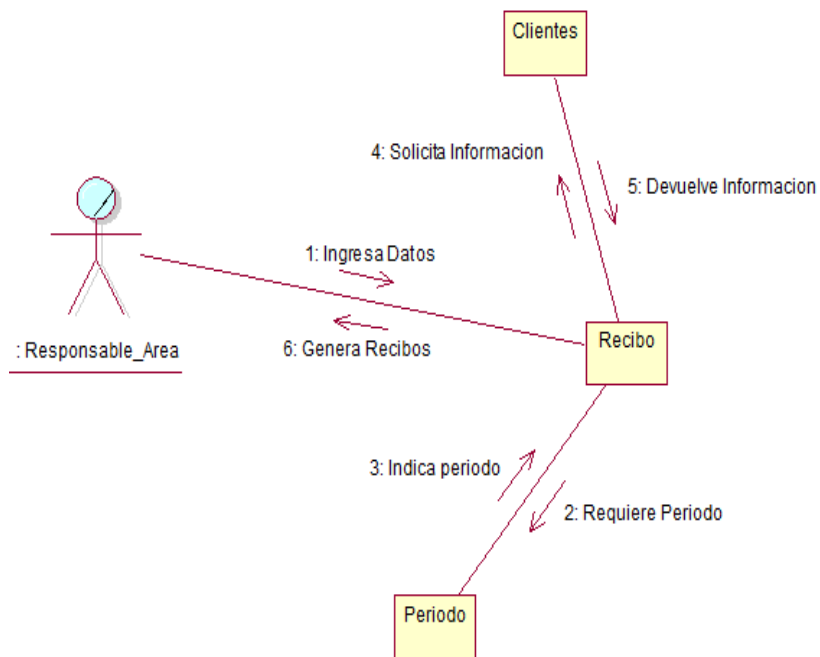 Clientes
4: Solicita Informacion
5: Devuelve Informacion
1: Ingresa Datos
: Responsable_Area
6: Genera Recibos
Recibo
3: Indica periodo
2: Requiere Periodo
Periodo